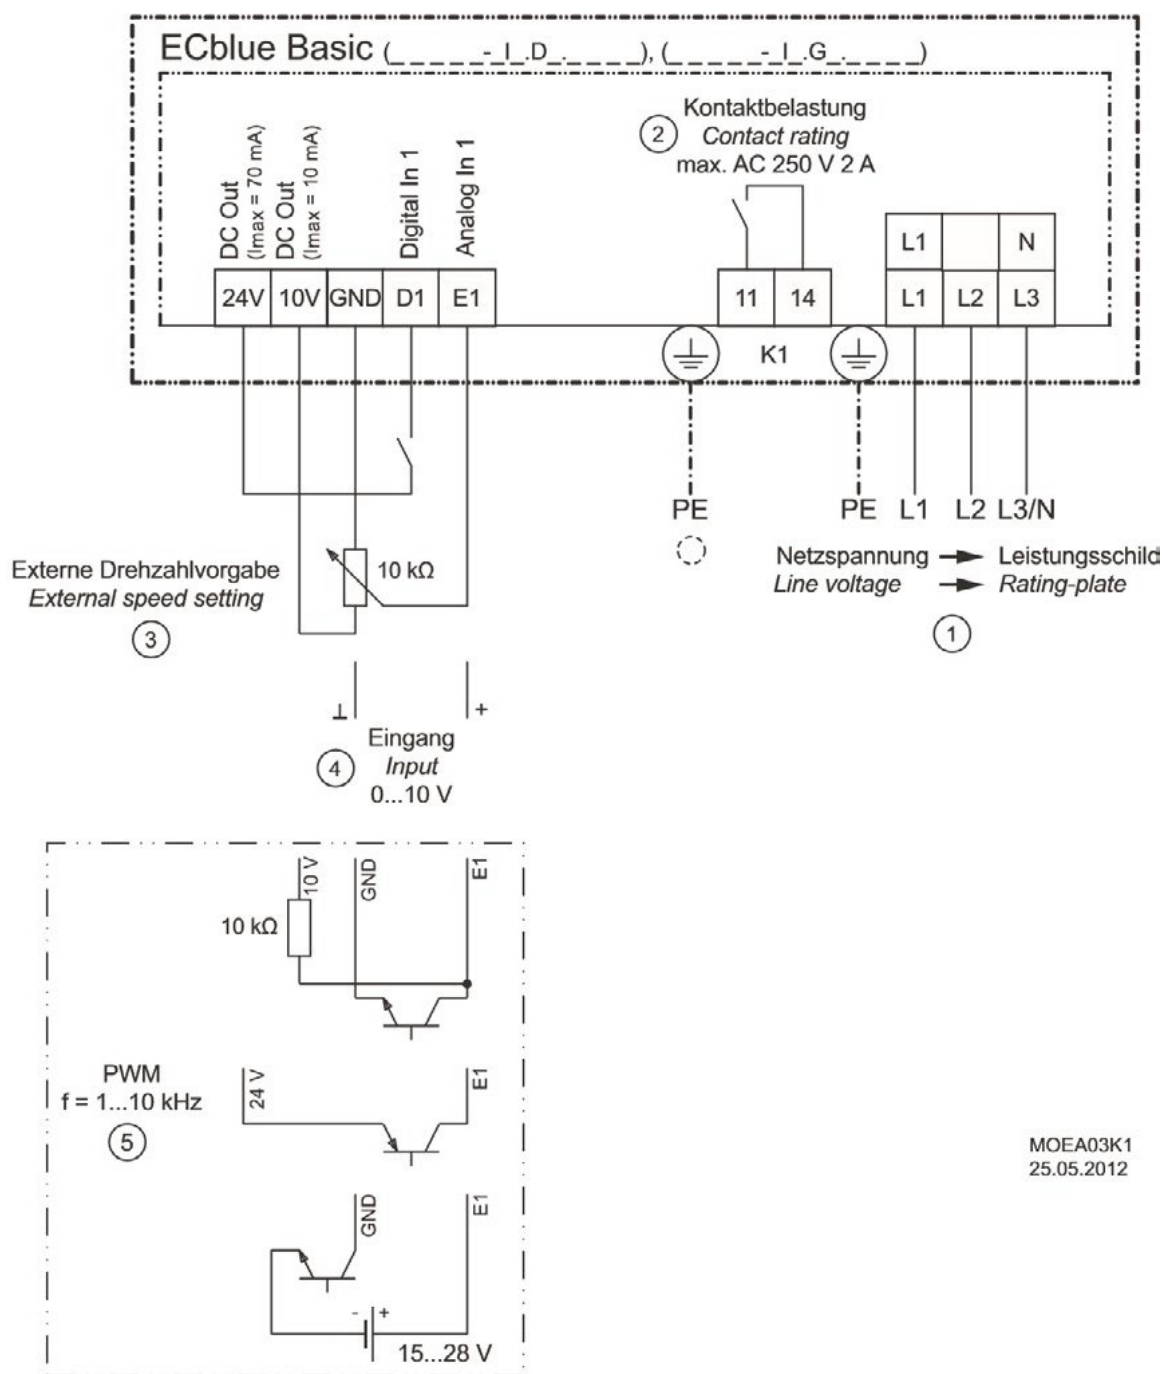 ECblue Basic (_ _ _ _ _-_I_.D_._ _ _ _ _), (_ _ _ _ _-_I_.G_._ _ _ _ _)
DC Out
(Imax = 70 mA)
DC Out
(Imax = 10 mA)
Digital In 1
Analog In 1
2
Kontaktbelastung
Contact rating
max. AC 250 V 2 A
L1 N
24V 10V GND D1 E1 11 14 L1 L2 L3
K1
PE PE L1 L2 L3/N
Externe Drehzahlvorgabe
External speed setting
3
10 kΩ
Netzspannung Leistungsschild
Line voltage Rating-plate
1
⊥ +
4
Eingang
Input
0...10 V
10 V
GND
E1
10 kΩ
PWM
f = 1...10 kHz
5
24 V
E1
GND
E1
- +
15...28 V
MOEA03K1
25.05.2012